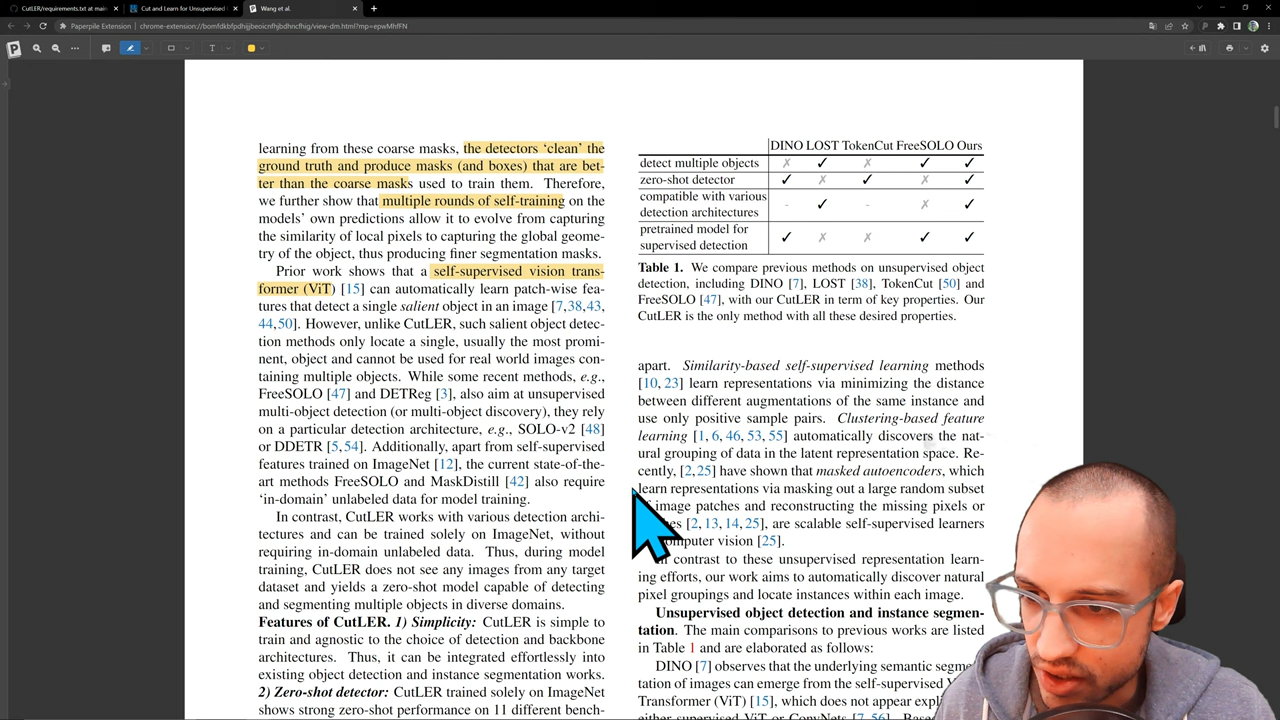 CutLER/requirements.txt at main
Cut and Learn for Unsupervised
Wang et al.
Paperpile Extension | chrome-extension://bomfdkbfpdhijjbeoicnfhjbdhncfhig/view-dm.html?mp=epwMhfFN
learning from these coarse masks, the detectors ‘clean’ the
ground truth and produce masks (and boxes) that are bet-
ter than the coarse masks used to train them. Therefore,
we further show that multiple rounds of self-training on the
models’ own predictions allow it to evolve from capturing
the similarity of local pixels to capturing the global geome-
try of the object, thus producing finer segmentation masks.
Prior work shows that a self-supervised vision trans-
former (ViT) [15] can automatically learn patch-wise fea-
tures that detect a single salient object in an image [7,38,43,
44,50]. However, unlike CutLER, such salient object detec-
tion methods only locate a single, usually the most promi-
nent, object and cannot be used for real world images con-
taining multiple objects. While some recent methods, e.g.,
FreeSOLO [47] and DETReg [3], also aim at unsupervised
multi-object detection (or multi-object discovery), they rely
on a particular detection architecture, e.g., SOLO-v2 [48]
or DDETR [5,54]. Additionally, apart from self-supervised
features trained on ImageNet [12], the current state-of-the-
art methods FreeSOLO and MaskDistill [42] also require
‘in-domain’ unlabeled data for model training.
In contrast, CutLER works with various detection archi-
tectures and can be trained solely on ImageNet, without
requiring in-domain unlabeled data. Thus, during model
training, CutLER does not see any images from any target
dataset and yields a zero-shot model capable of detecting
and segmenting multiple objects in diverse domains.
Features of CutLER. 1) Simplicity: CutLER is simple to
train and agnostic to the choice of detection and backbone
architectures. Thus, it can be integrated effortlessly into
existing object detection and instance segmentation works.
2) Zero-shot detector: CutLER trained solely on ImageNet
shows strong zero-shot performance on 11 different bench-
DINO LOST TokenCut FreeSOLO Ours
detect multiple objects ✗ ✓ ✗ ✓ ✓
zero-shot detector ✓ ✗ ✓ ✗ ✓
compatible with various
detection architectures - ✓ - ✗ ✓
pretrained model for
supervised detection ✓ ✗ ✗ ✓ ✓
Table 1. We compare previous methods on unsupervised object
detection, including DINO [7], LOST [38], TokenCut [50] and
FreeSOLO [47], with our CutLER in term of key properties. Our
CutLER is the only method with all these desired properties.
apart. Similarity-based self-supervised learning methods
[10, 23] learn representations via minimizing the distance
between different augmentations of the same instance and
use only positive sample pairs. Clustering-based feature
learning [1, 6, 46, 53, 55] automatically discovers the nat-
ural grouping of data in the latent representation space. Re-
cently, [2,25] have shown that masked autoencoders, which
learn representations via masking out a large random subset
of image patches and reconstructing the missing pixels or
[2, 13, 14, 25], are scalable self-supervised learners
computer vision [25].
In contrast to these unsupervised representation learn-
ing efforts, our work aims to automatically discover natural
pixel groupings and locate instances within each image.
Unsupervised object detection and instance segmen-
tation. The main comparisons to previous works are listed
in Table 1 and are elaborated as follows:
DINO [7] observes that the underlying semantic segme
tation of images can emerge from the self-supervised V
Transformer (ViT) [15], which does not appear expl
either supervised ViT or ConvNets [7, 56]. Base